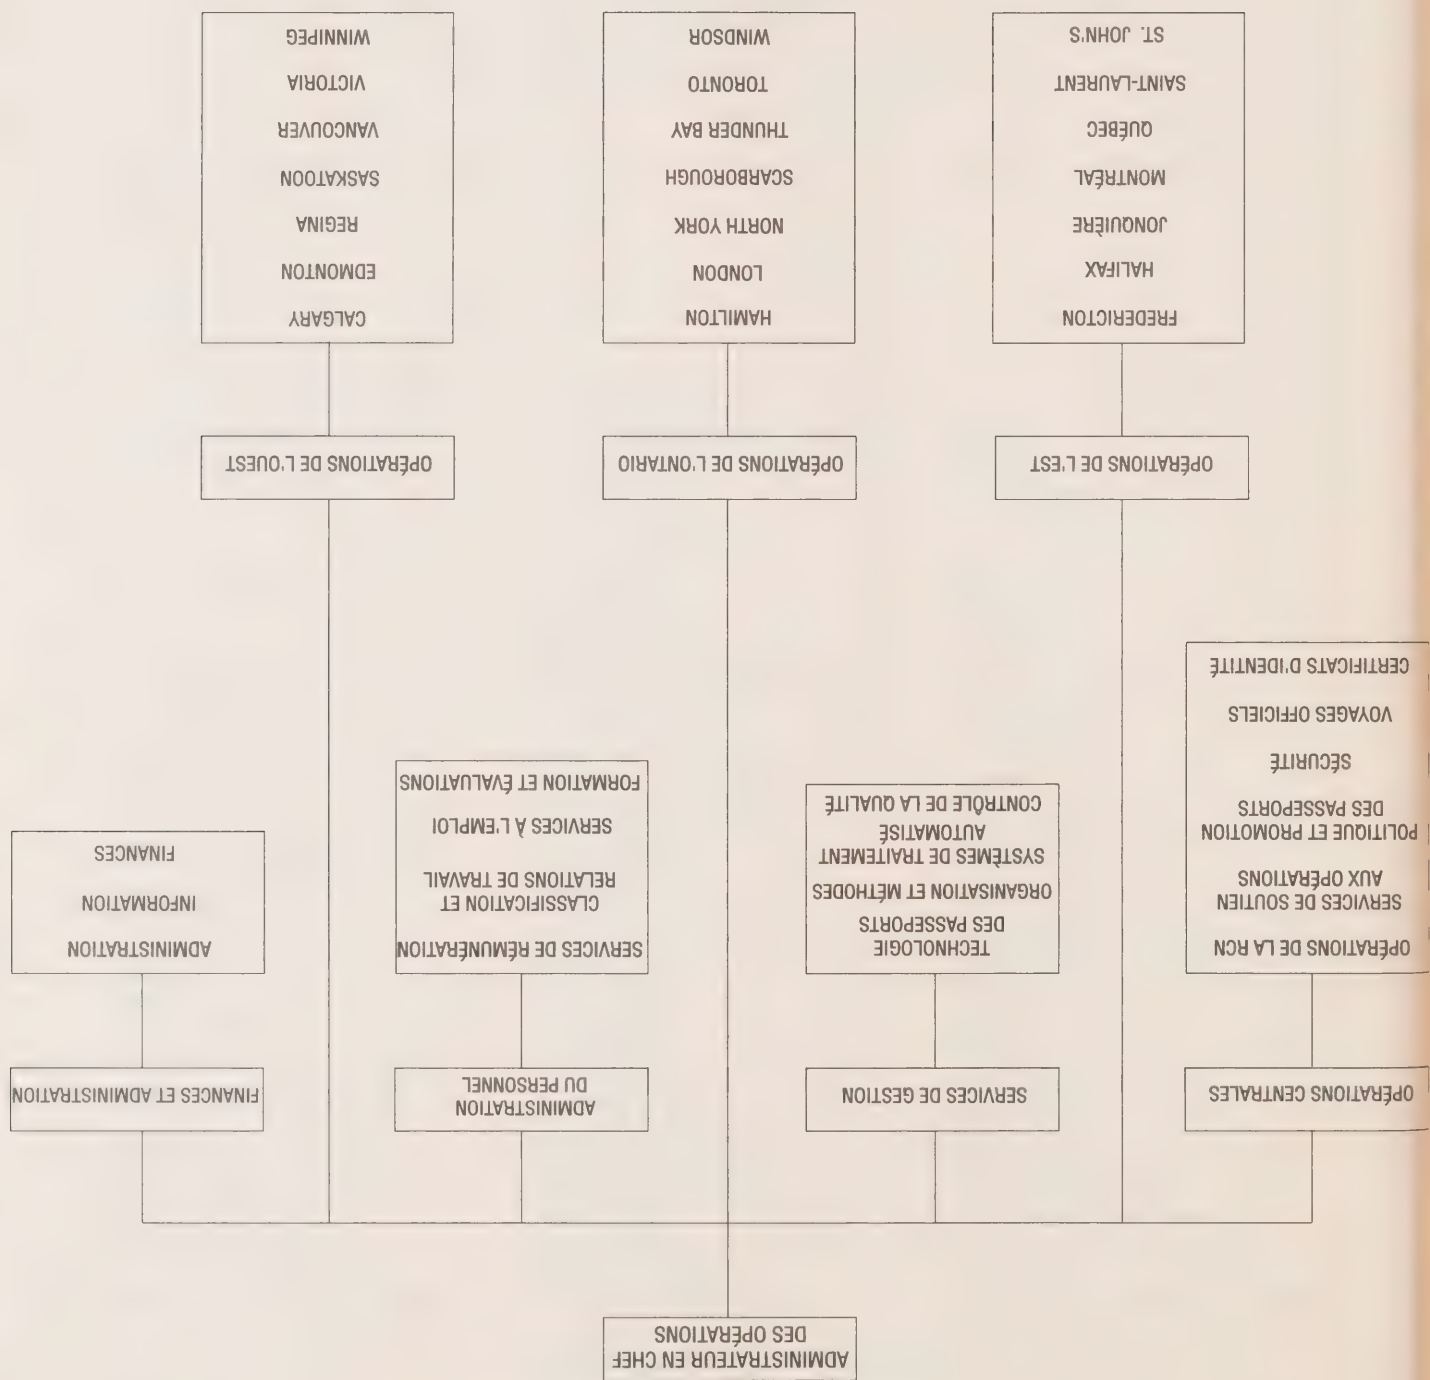 ADMINISTRATEUR EN CHEF
DES OPÉRATIONS
OPÉRATIONS CENTRALES
OPÉRATIONS DE LA RCN
SERVICES DE SOUTIEN
AUX OPÉRATIONS
POLITIQUE ET PROMOTION
DES PASSEPORTS
SÉCURITÉ
VOYAGES OFFICIELS
CERTIFICATS D'IDENTITÉ
SERVICES DE GESTION
TECHNOLOGIE
DES PASSEPORTS
ORGANISATION ET MÉTHODES
SYSTÈMES DE TRAITEMENT
AUTOMATISÉ
CONTRÔLE DE LA QUALITÉ
ADMINISTRATION
DU PERSONNEL
SERVICES DE RÉMUNÉRATION
CLASSIFICATION ET
RELATIONS DE TRAVAIL
SERVICES À L'EMPLOI
FORMATION ET ÉVALUATIONS
FINANCES ET ADMINISTRATION
ADMINISTRATION
INFORMATION
FINANCES
OPÉRATIONS DE L'EST
FREDERICTON
HALIFAX
JONQUIÈRE
MONTRÉAL
QUÉBEC
SAINT-LAURENT
ST. JOHN'S
OPÉRATIONS DE L'ONTARIO
HAMILTON
LONDON
NORTH YORK
SCARBOROUGH
THUNDER BAY
TORONTO
WINDSOR
OPÉRATIONS DE L'OUEST
CALGARY
EDMONTON
REGINA
SASKATOON
VANCOUVER
VICTORIA
WINNIPEG